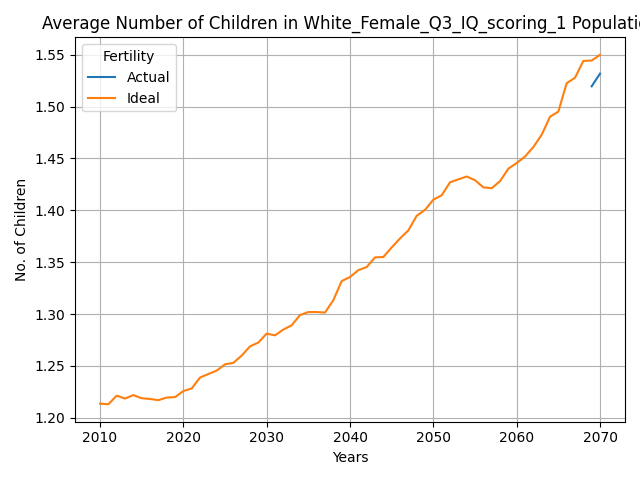 Average Number of Children in White_Female_Q3_IQ_scoring_1 Populatio
Fertility
Actual
Ideal
No. of Children
1.55
1.50
1.45
1.40
1.35
1.30
1.25
1.20
2010 2020 2030 2040 2050 2060 2070
Years